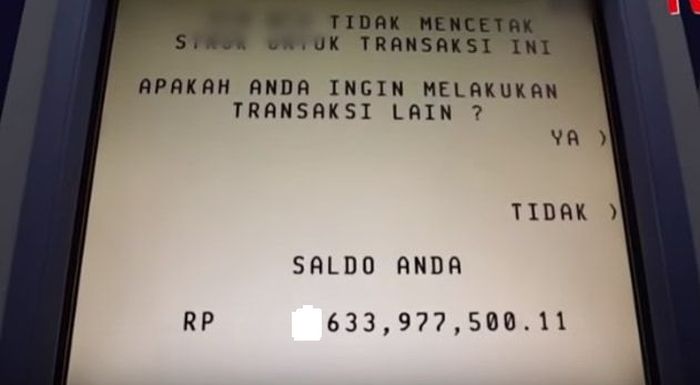 TIDAK MENCETAK
UNTUK TRANSAKSI INI
APAKAH ANDA INGIN MELAKUKAN
TRANSAKSI LAIN ?
YA )
TIDAK )
SALDO ANDA
RP 633,977,500.11